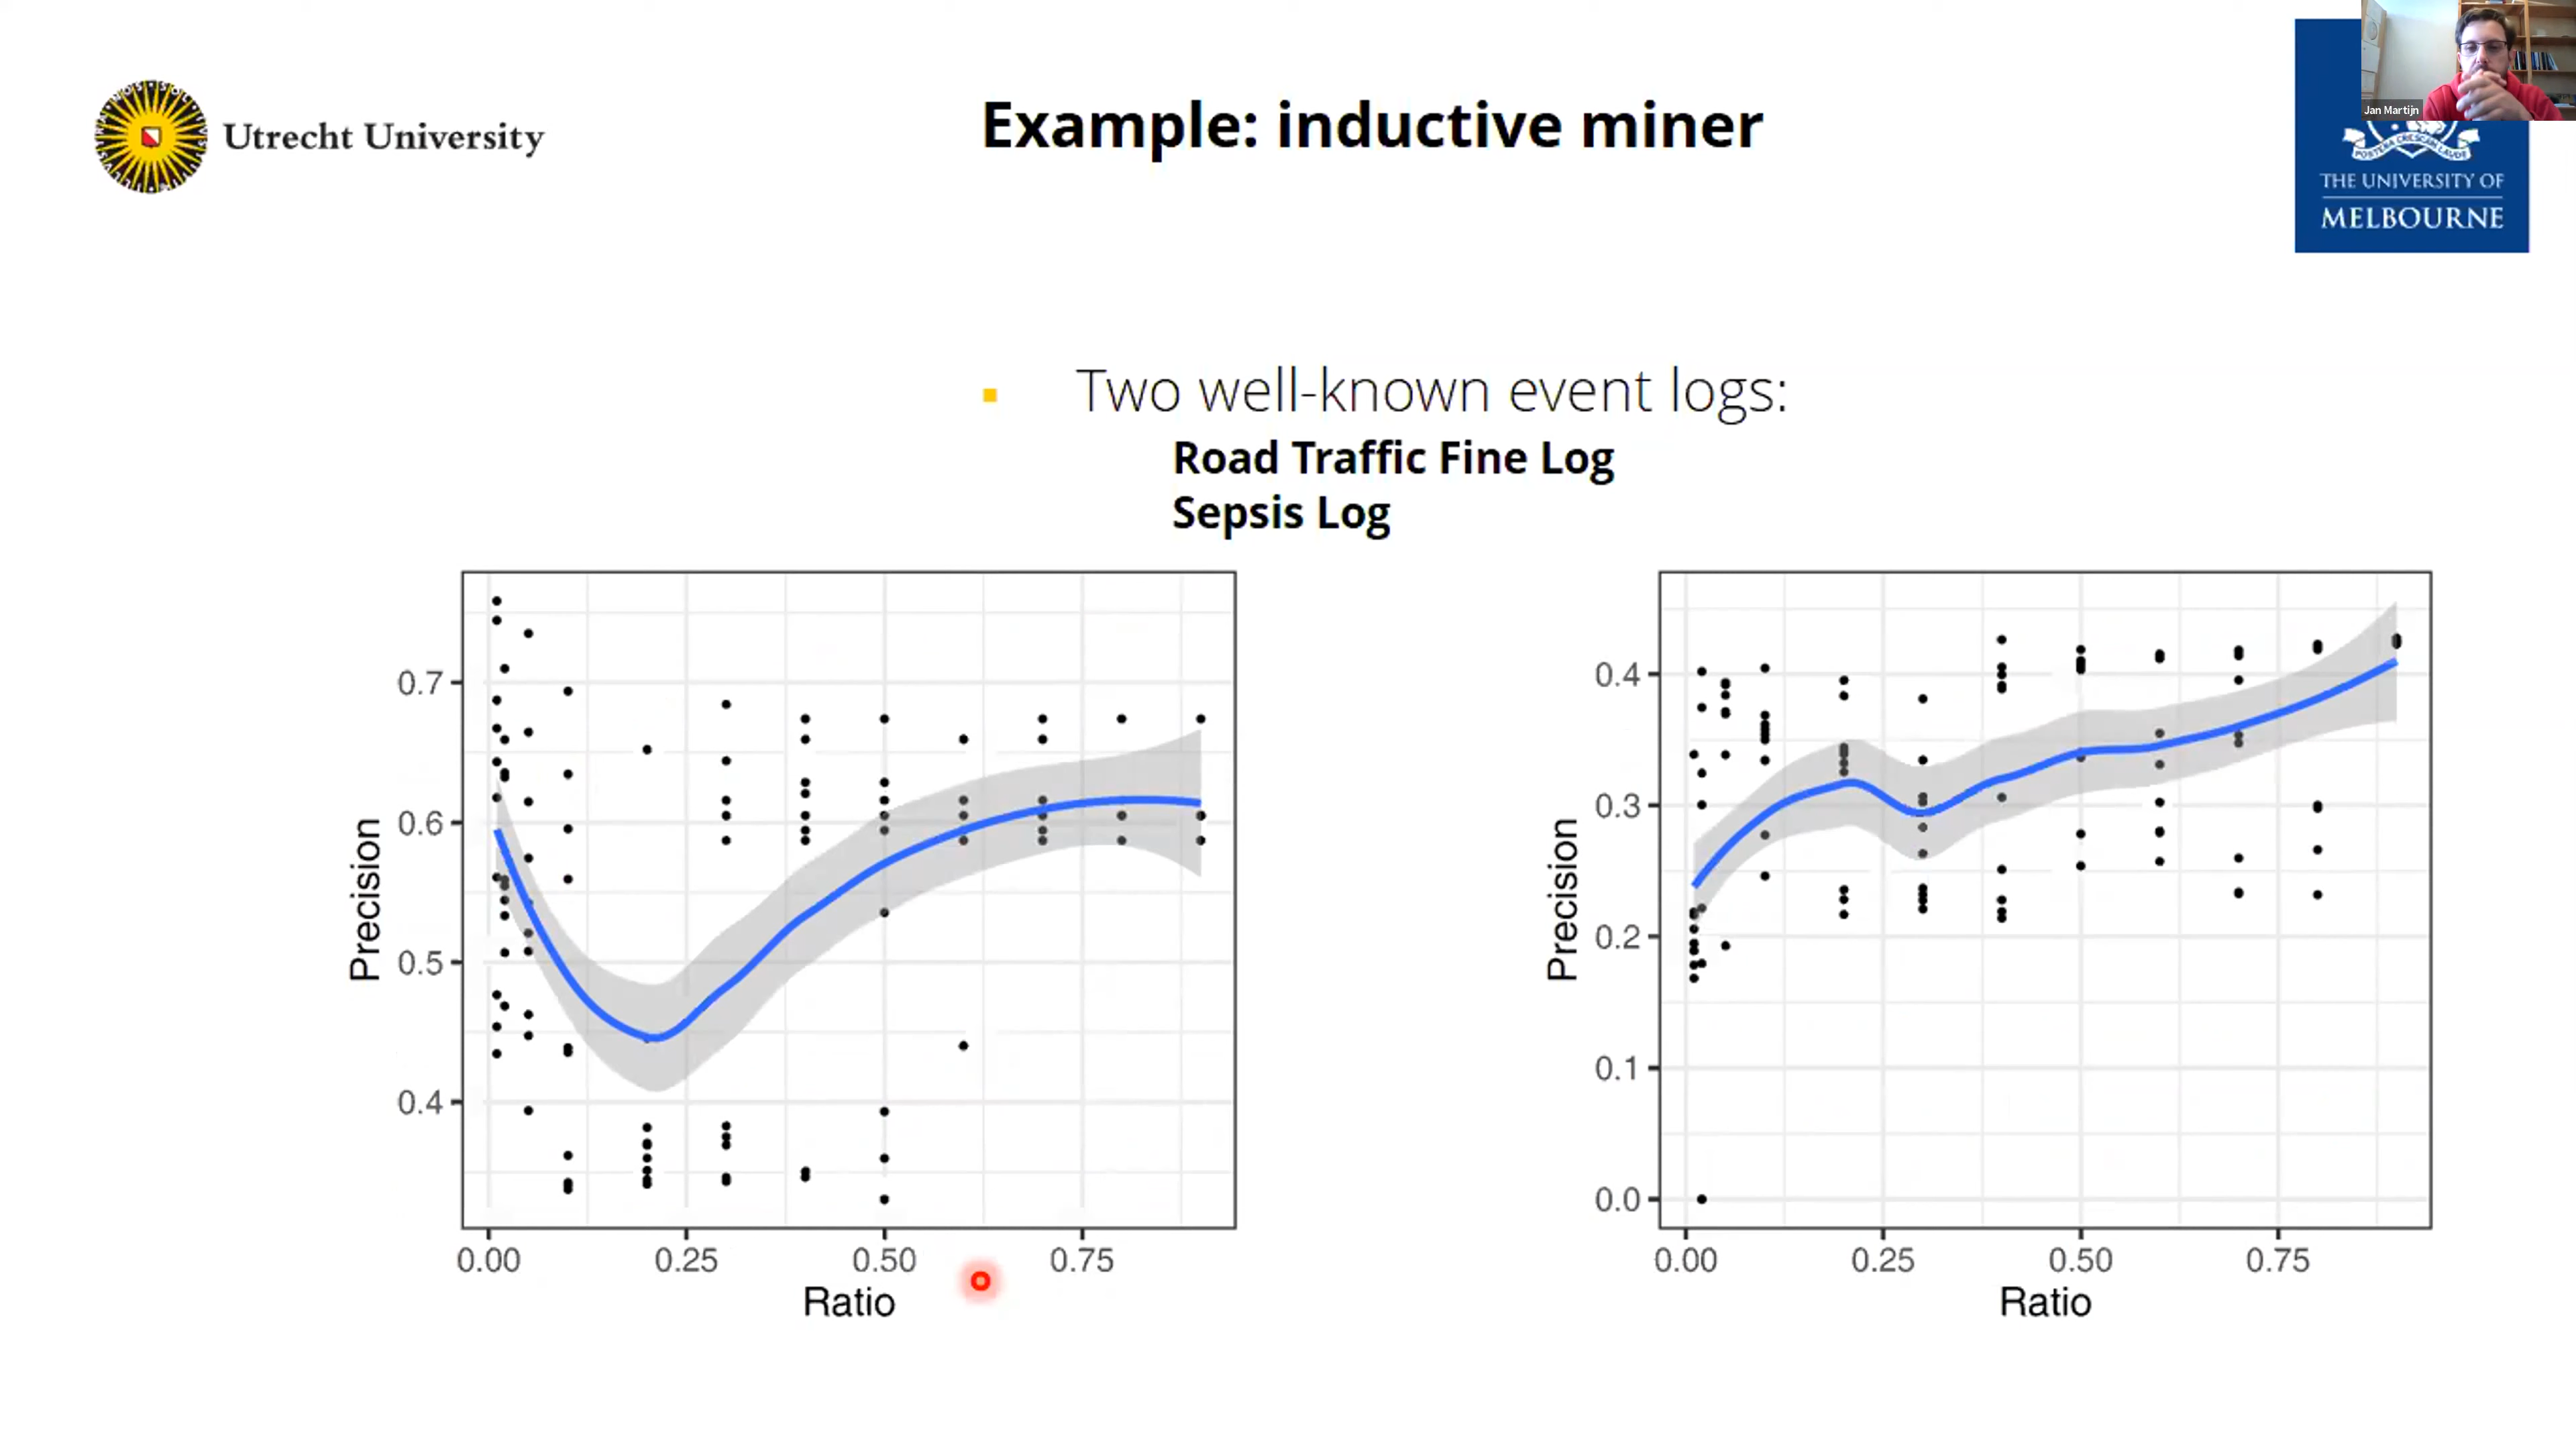 Utrecht University
Example: inductive miner
Jan Martijn
POSTERA CRESCAM LAUDE
THE UNIVERSITY OF
MELBOURNE
Two well-known event logs:
Road Traffic Fine Log
Sepsis Log
Precision
0.7
0.6
0.5
0.4
0.00 0.25 0.50 0.75
Ratio
Precision
0.4
0.3
0.2
0.1
0.0
0.00 0.25 0.50 0.75
Ratio